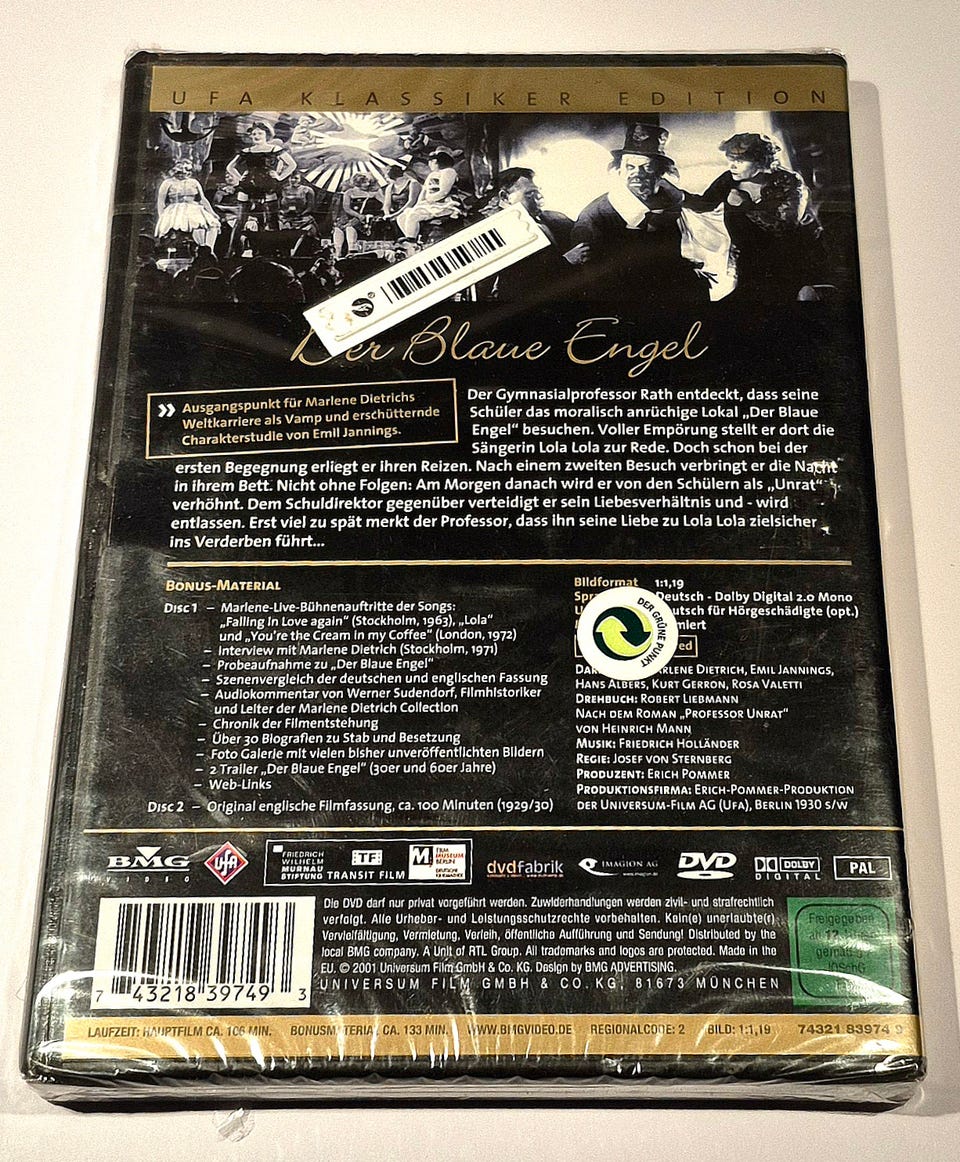 UFA KLASSIKER EDITION
Der Blaue Engel
Ausgangspunkt für Marlene Dietrichs
Weltkarriere als Vamp und erschütternde
Charakterstudie von Emil Jannings.
Der Gymnasialprofessor Rath entdeckt, dass seine
Schüler das moralisch anrüchige Lokal „Der Blaue
Engel“ besuchen. Voller Empörung stellt er dort die
Sängerin Lola Lola zur Rede. Doch schon bei der
ersten Begegnung erliegt er ihren Reizen. Nach einem zweiten Besuch verbringt er die Nacht
in ihrem Bett. Nicht ohne Folgen: Am Morgen danach wird er von den Schülern als „Unrat“
verhöhnt. Dem Schuldirektor gegenüber verteidigt er sein Liebesverhältnis und - wird
entlassen. Erst viel zu spät merkt der Professor, dass ihn seine Liebe zu Lola Lola zielsicher
ins Verderben führt...
BONUS-MATERIAL
DISC 1 – Marlene-Live-Bühnenauftritte der Songs:
„Falling in Love again“ (Stockholm, 1963), „Lola“
und „You're the Cream in my Coffee“ (London, 1972)
– Interview mit Marlene Dietrich (Stockholm, 1971)
– Probeaufnahme zu „Der Blaue Engel“
– Szenenvergleich der deutschen und englischen Fassung
– Audiokommentar von Werner Sudendorf, Filmhistoriker
und Leiter der Marlene Dietrich Collection
– Chronik der Filmentstehung
– Über 30 Biografien zu Stab und Besetzung
– Foto Galerie mit vielen bisher unveröffentlichten Bildern
– 2 Trailer „Der Blaue Engel“ (30er und 60er Jahre)
– Web-Links
DISC 2 – Original englische Filmfassung, ca. 100 Minuten (1929/30)
Bildformat 1:1,19
Deutsch - Dolby Digital 2.0 Mono
für Hörgeschädigte (opt.)
DER GRÜNE PUNKT
MARLENE DIETRICH, EMIL JANNINGS,
HANS ALBERS, KURT GERRON, ROSA VALETTI
DREHBUCH: ROBERT LIEBMANN
NACH DEM ROMAN „PROFESSOR UNRAT“
VON HEINRICH MANN
MUSIK: FRIEDRICH HOLLÄNDER
REGIE: JOSEF VON STERNBERG
PRODUZENT: ERICH POMMER
PRODUKTIONSFIRMA: ERICH-POMMER-PRODUKTION
DER UNIVERSUM-FILM AG (UFA), BERLIN 1930 S/W
BMG VIDEO
UFA
FRIEDRICH WILHELM MURNAU STIFTUNG
TF TRANSIT FILM
M FILM MUSEUM BERLIN
dvdfabrik
IMAGION AG
DVD VIDEO
DOLBY DIGITAL
PAL
Die DVD darf nur privat vorgeführt werden. Zuwiderhandlungen werden zivil- und strafrechtlich
verfolgt. Alle Urheber- und Leistungsschutzrechte vorbehalten. Kein(e) unerlaubte(r)
Vervielfältigung, Vermietung, Verleih, öffentliche Aufführung und Sendung! Distributed by the
local BMG company. A Unit of RTL Group. All trademarks and logos are protected. Made in the
EU. © 2001 Universum Film GmbH & Co. KG. Design by BMG ADVERTISING.
UNIVERSUM FILM GMBH & CO. KG, 81673 MÜNCHEN
Freigegeben
ab 12 Jahren
gemäß § 7
JÖSchG
7 43218 39749 3
LAUFZEIT: HAUPTFILM CA. 106 MIN. BONUSMATERIAL CA. 133 MIN. WWW.BMGVIDEO.DE REGIONALCODE: 2 BILD: 1:1,19 74321 83974 9